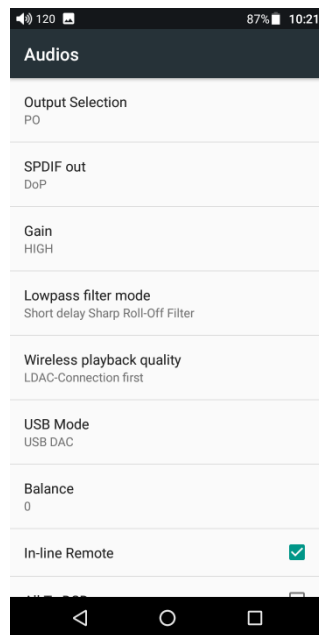 120 87% 10:21
Audios
Output Selection
PO
SPDIF out
DoP
Gain
HIGH
Lowpass filter mode
Short delay Sharp Roll-Off Filter
Wireless playback quality
LDAC-Connection first
USB Mode
USB DAC
Balance
0
In-line Remote